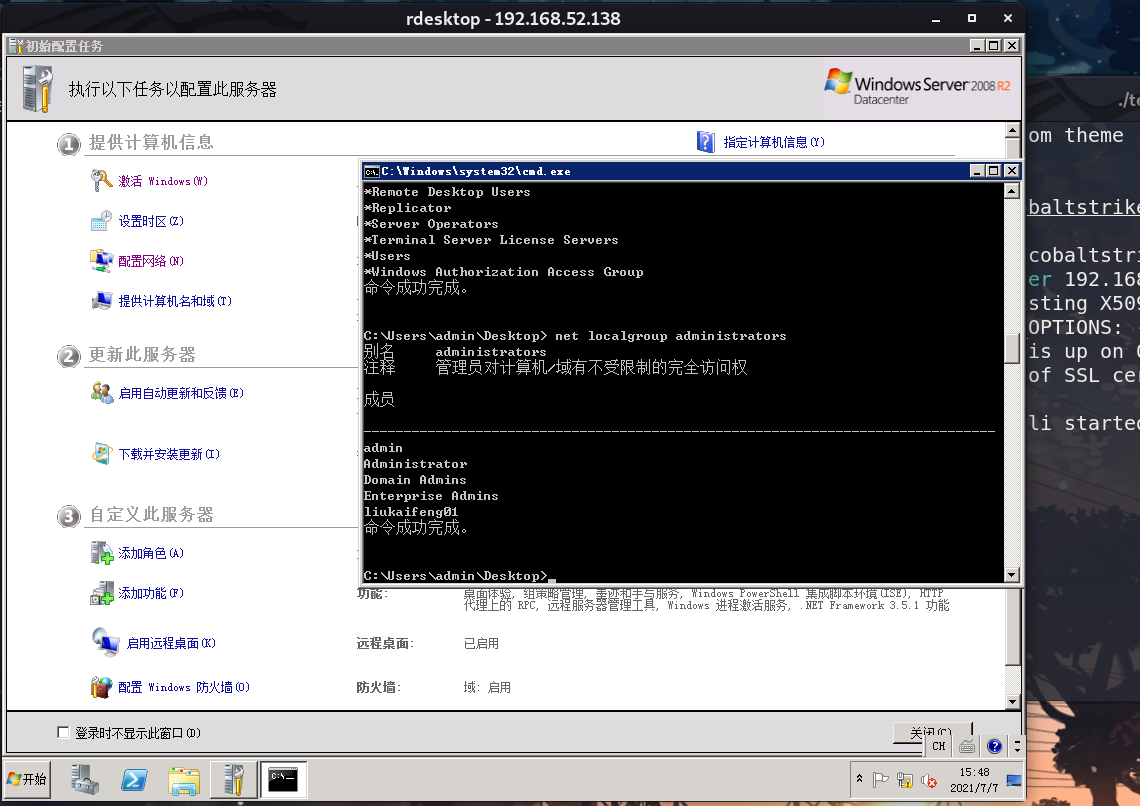 rdesktop - 192.168.52.138
初始配置任务
执行以下任务以配置此服务器
Windows Server 2008 R2
Datacenter
1 提供计算机信息
指定计算机信息(Y)
激活 Windows(W)
设置时区(Z)
配置网络(N)
提供计算机名和域(T)
2 更新此服务器
启用自动更新和反馈(E)
下载并安装更新(I)
3 自定义此服务器
添加角色(A)
添加功能(F)
功能:
桌面体验, 组策略管理, 墨迹和手写服务, Windows PowerShell 集成脚本环境(ISE), HTTP
代理上的 RPC, 远程服务器管理工具, Windows 进程激活服务, .NET Framework 3.5.1 功能
启用远程桌面(K)
远程桌面:
已启用
配置 Windows 防火墙(O)
防火墙:
域: 启用
登录时不显示此窗口(D)
关闭(C)
C:\Windows\system32\cmd.exe
*Remote Desktop Users
*Replicator
*Server Operators
*Terminal Server License Servers
*Users
*Windows Authorization Access Group
命令成功完成。
C:\Users\admin\Desktop> net localgroup administrators
别名 administrators
注释 管理员对计算机/域有不受限制的完全访问权
成员
-------------------------------------------------------------------------------
admin
Administrator
Domain Admins
Enterprise Admins
liukaifeng01
命令成功完成。
C:\Users\admin\Desktop>_
CH
开始
15:48
2021/7/7
./te
om theme
baltstrike
cobaltstri
er 192.168
sting X509
OPTIONS:
is up on
of SSL cer
li started